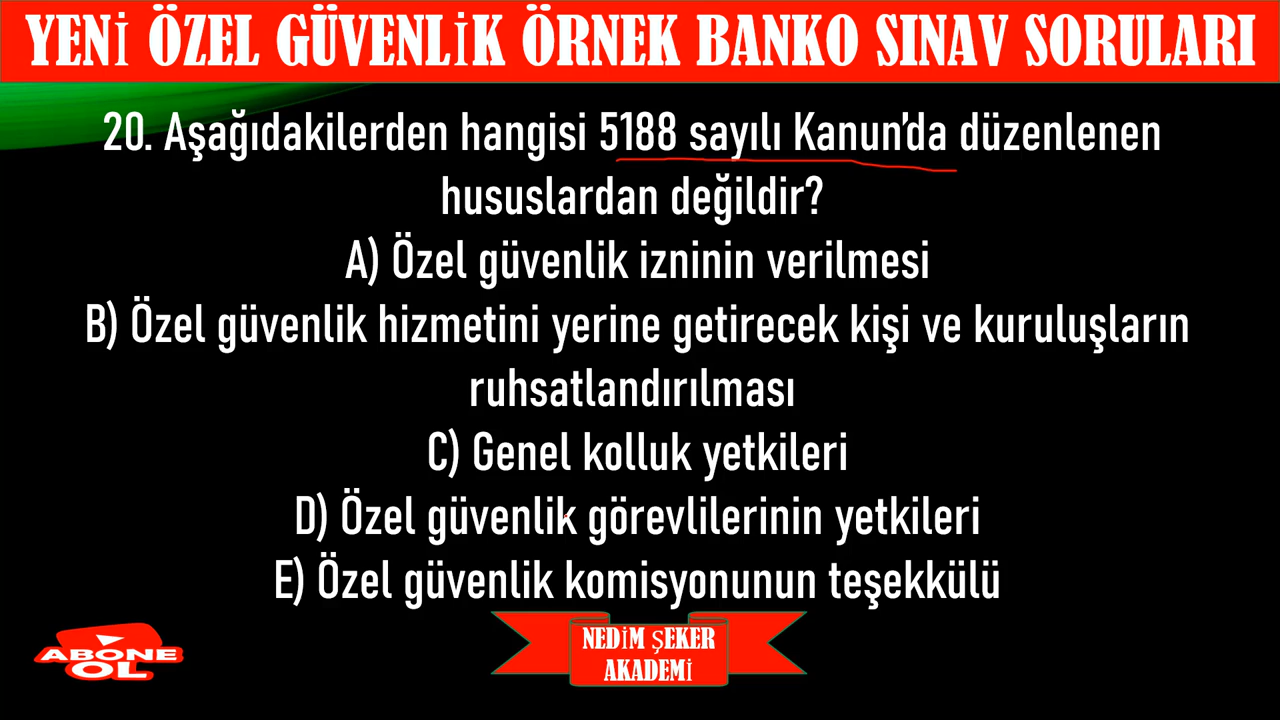 YENİ ÖZEL GÜVENLİK ÖRNEK BANKO SINAV SORULARI
20. Aşağıdakilerden hangisi 5188 sayılı Kanun'da düzenlenen
hususlardan değildir?
A) Özel güvenlik izninin verilmesi
B) Özel güvenlik hizmetini yerine getirecek kişi ve kuruluşların
ruhsatlandırılması
C) Genel kolluk yetkileri
D) Özel güvenlik görevlilerinin yetkileri
E) Özel güvenlik komisyonunun teşekkülü
ABONE
OL
NEDİM ŞEKER
AKADEMİ